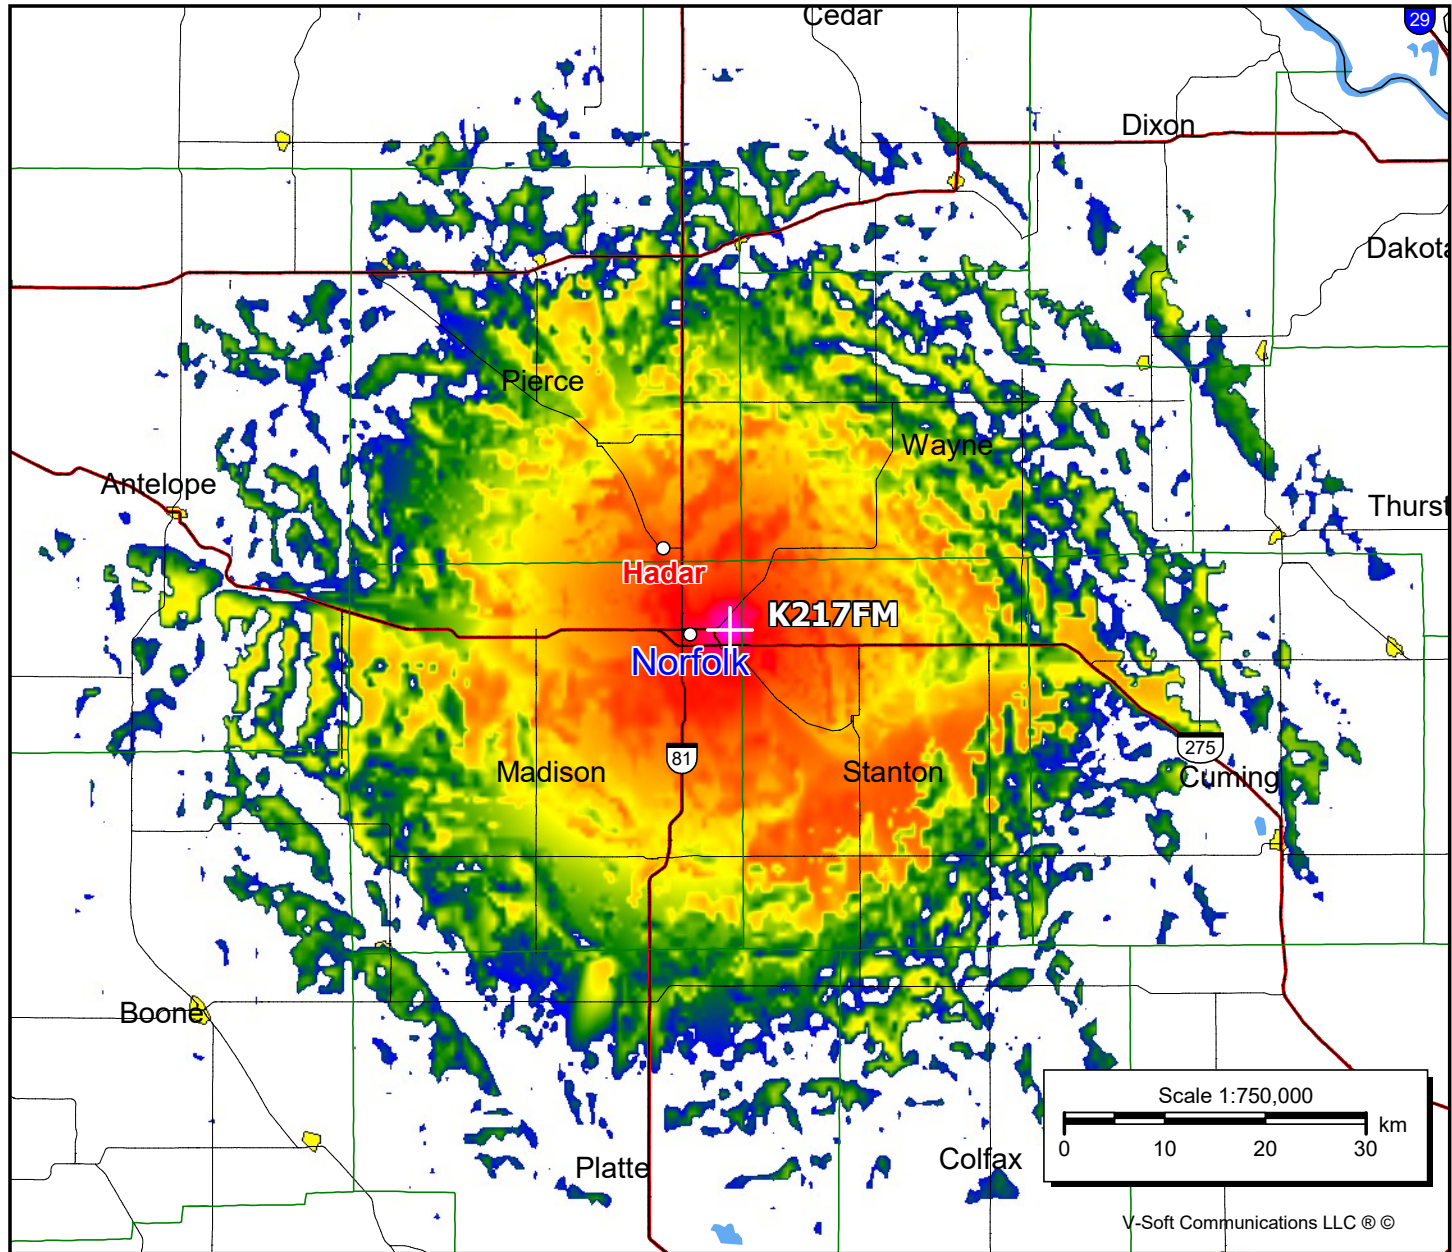 Cedar
29
Dixon
Dakota
Pierce
Wayne
Antelope
Thurst
Hadar
K217FM
Norfolk
81
275
Madison
Stanton
Cuming
Boone
Scale 1:750,000
km
0 10 20 30
Platte
Colfax
V-Soft Communications LLC ® ©